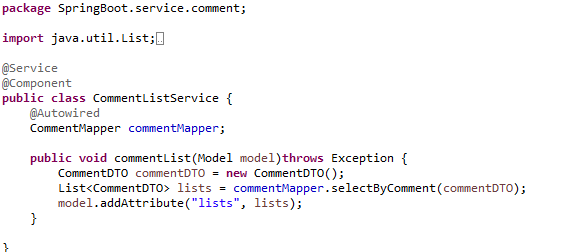 package SpringBoot.service.comment;
import java.util.List;
@Service
@Component
public class CommentListService {
@Autowired
CommentMapper commentMapper;
public void commentList(Model model)throws Exception {
CommentDTO commentDTO = new CommentDTO();
List<CommentDTO> lists = commentMapper.selectByComment(commentDTO);
model.addAttribute("lists", lists);
}
}